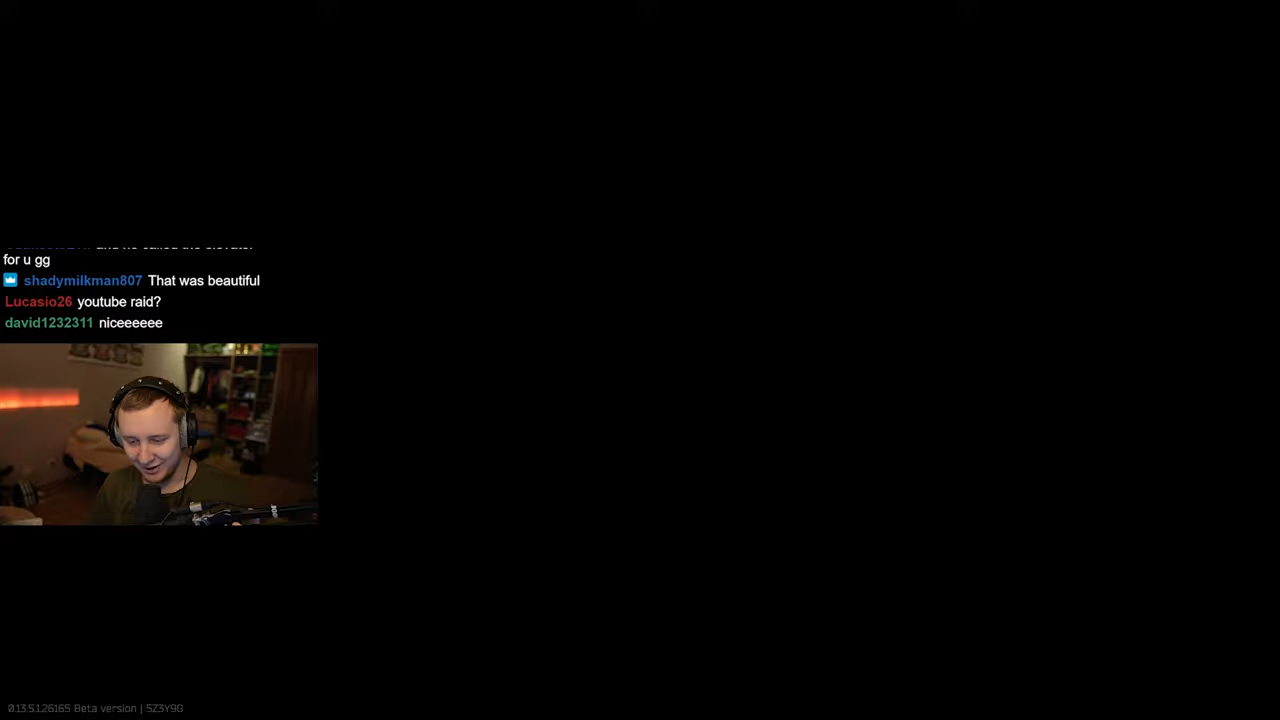 for u gg
shadymilkman807 That was beautiful
Lucasio26 youtube raid?
david1232311 niceeeeee
0.13.5.1.26165 Beta version | 5Z3Y9G